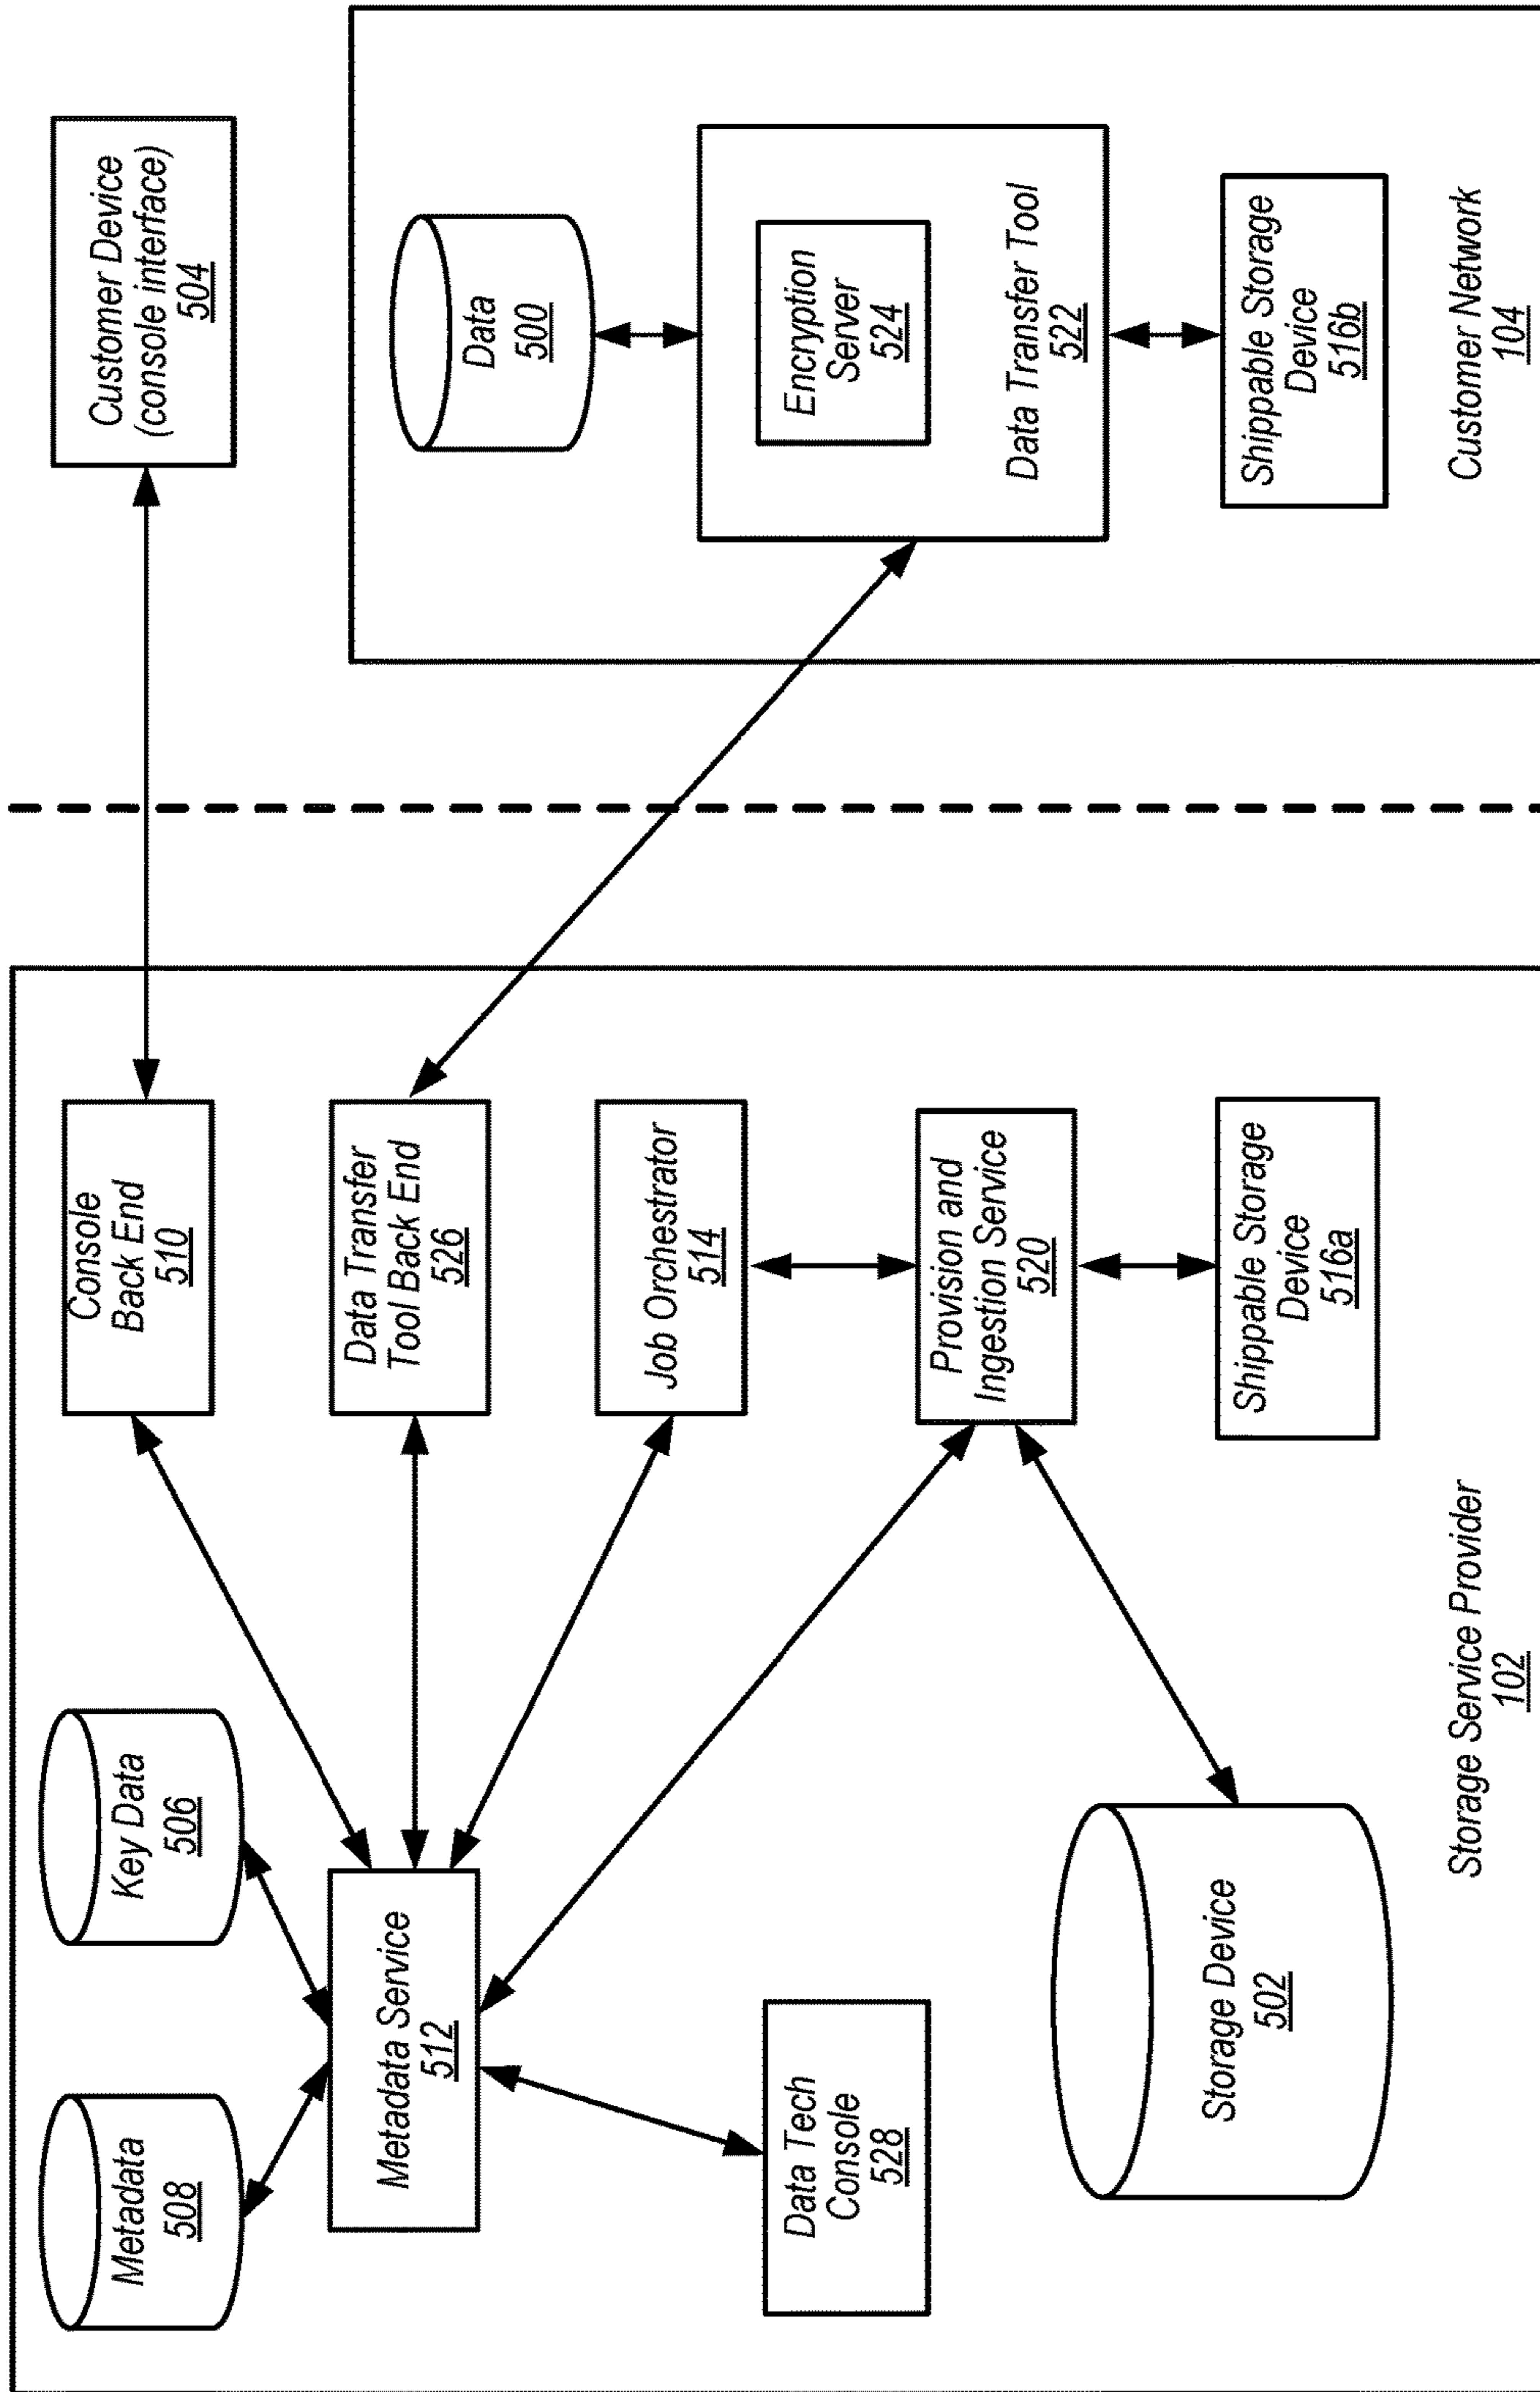 Metadata
508
Key Data
506
Console
Back End
510
Customer Device
(console interface)
504
Metadata Service
512
Data Transfer
Tool Back End
526
Data
500
Job Orchestrator
514
Encryption
Server
524
Data Transfer Tool
522
Data Tech
Console
528
Provision and
Ingestion Service
520
Storage Device
502
Shippable Storage
Device
516a
Shippable Storage
Device
516b
Storage Service Provider
102
Customer Network
104